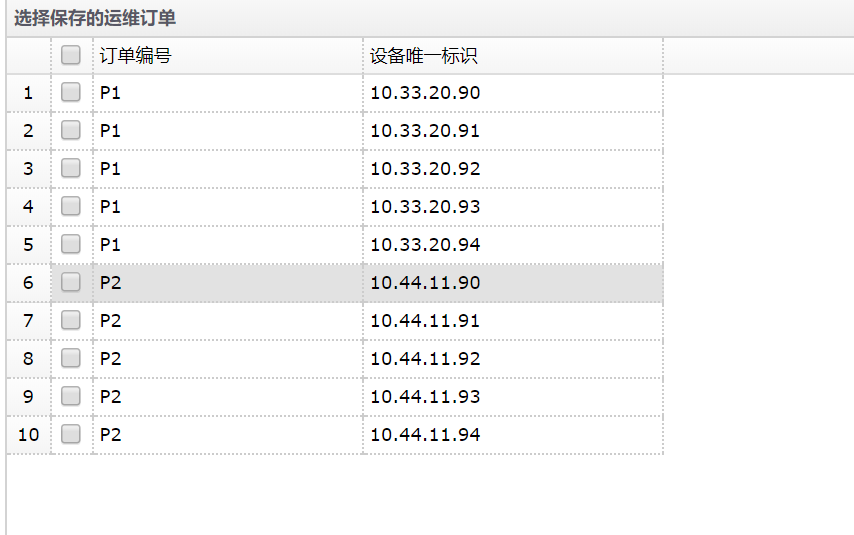 选择保存的运维订单
订单编号 设备唯一标识
1 P1 10.33.20.90
2 P1 10.33.20.91
3 P1 10.33.20.92
4 P1 10.33.20.93
5 P1 10.33.20.94
6 P2 10.44.11.90
7 P2 10.44.11.91
8 P2 10.44.11.92
9 P2 10.44.11.93
10 P2 10.44.11.94